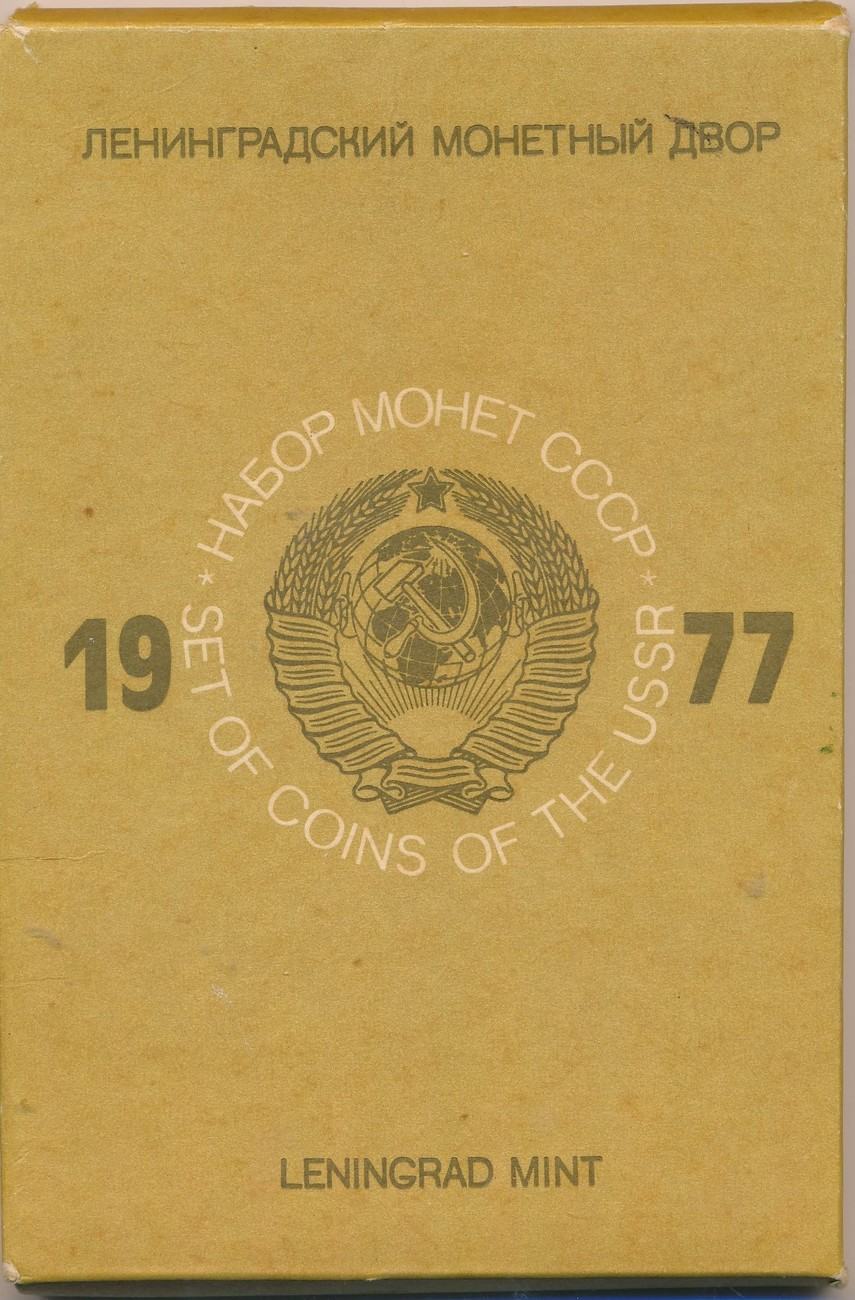 ЛЕНИНГРАДСКИЙ МОНЕТНЫЙ ДВОР
* НАБОР МОНЕТ СССР *
19 77
SET OF COINS OF THE USSR
LENINGRAD MINT